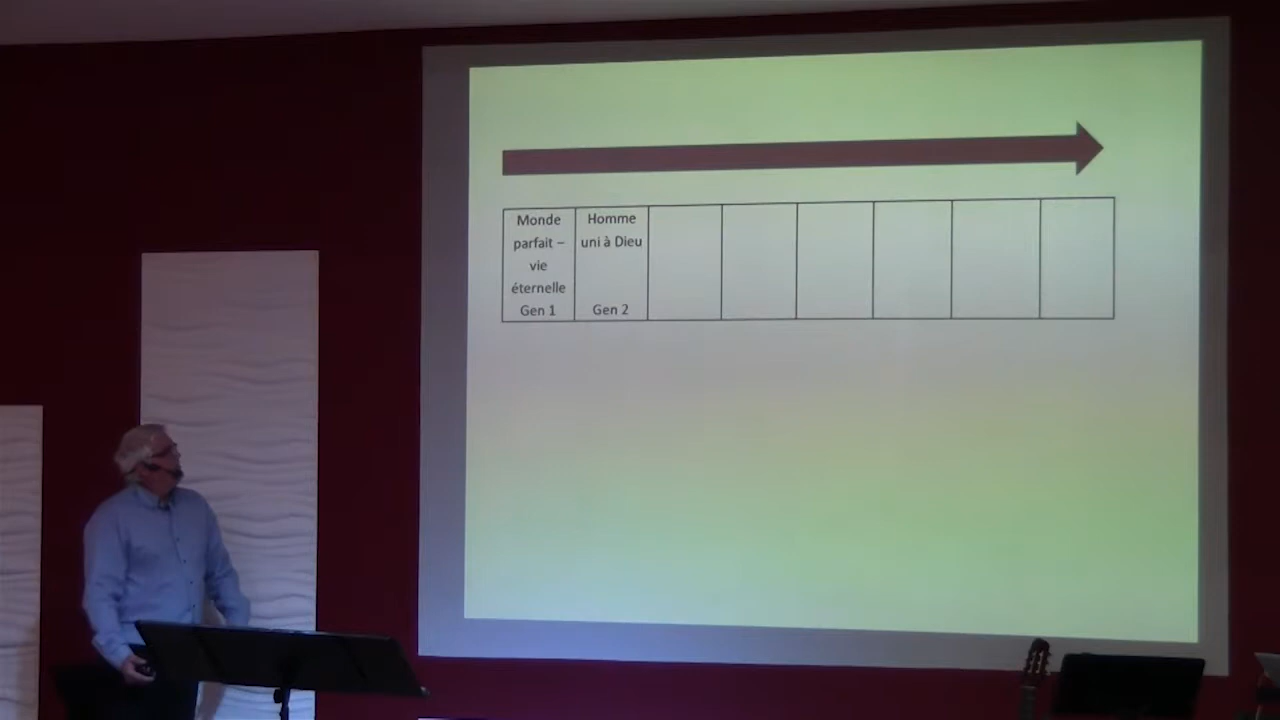 Monde
parfait –
vie
éternelle
Gen 1
Homme
uni à Dieu
Gen 2